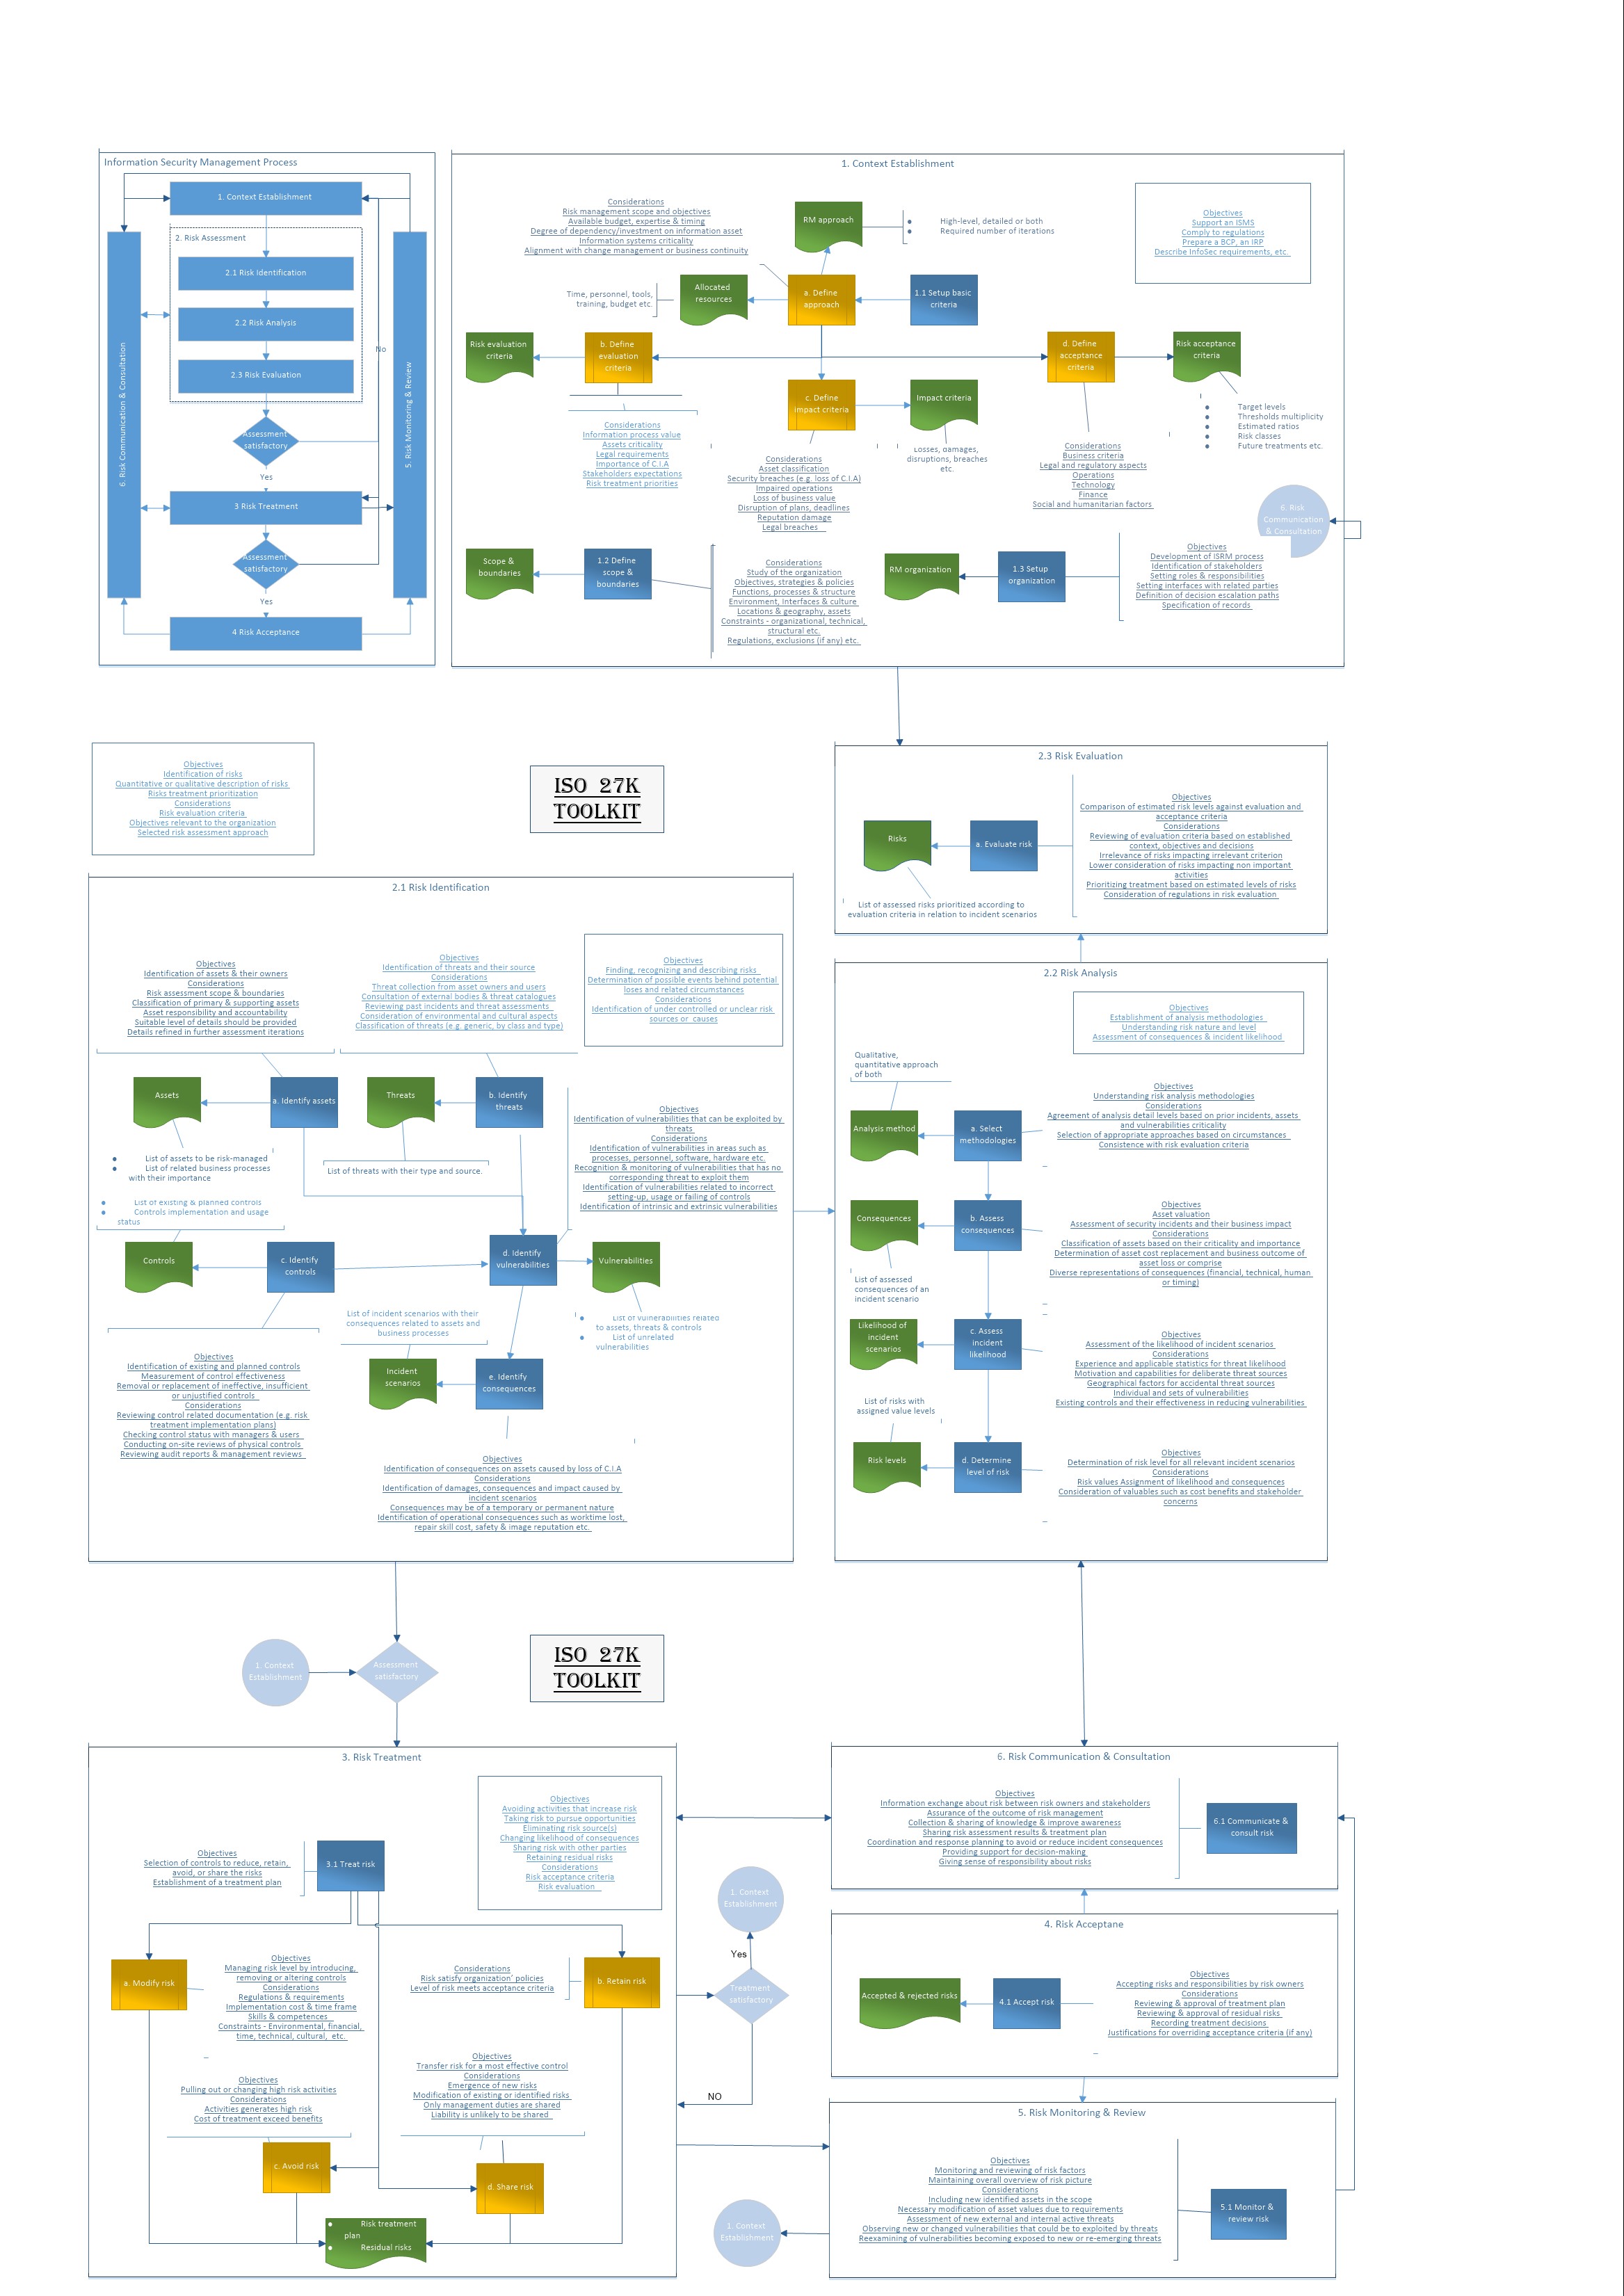 Information Security Management Process
1. Context Establishment
2. Risk Assessment
2.1 Risk Identification
2.2 Risk Analysis
2.3 Risk Evaluation
No
6. Risk Communication & Consultation
5. Risk Monitoring & Review
Assessment
satisfactory
Yes
3 Risk Treatment
Assessment
satisfactory
Yes
4 Risk Acceptance
1. Context Establishment
Considerations
Risk management scope and objectives
Available budget, expertise & timing
Degree of dependency/investment on information asset
Information systems criticality
Alignment with change management or business continuity
RM approach
High-level, detailed or both
Required number of iterations
Objectives
Support an ISMS
Comply to regulations
Prepare a BCP, an IRP
Describe InfoSec requirements, etc.
Time, personnel, tools,
training, budget etc.
Allocated
resources
a. Define
approach
1.1 Setup basic
criteria
Risk evaluation
criteria
b. Define
evaluation
criteria
d. Define
acceptance
criteria
Risk acceptance
criteria
c. Define
impact criteria
Impact criteria
Target levels
Thresholds multiplicity
Estimated ratios
Risk classes
Future treatments etc.
Considerations
Information process value
Assets criticality
Legal requirements
Importance of C.I.A
Stakeholders expectations
Risk treatment priorities
Considerations
Asset classification
Security breaches (e.g. loss of C.I.A)
Impaired operations
Loss of business value
Disruption of plans, deadlines
Reputation damage
Legal breaches
Losses, damages,
disruptions, breaches
etc.
Considerations
Business criteria
Legal and regulatory aspects
Operations
Technology
Finance
Social and humanitarian factors
6. Risk
Communication
& Consultation
Scope &
boundaries
1.2 Define
scope &
boundaries
Considerations
Study of the organization
Objectives, strategies & policies
Functions, processes & structure
Environment, Interfaces & culture
Locations & geography, assets
Constraints - organizational, technical,
structural etc.
Regulations, exclusions (if any) etc.
RM organization
1.3 Setup
organization
Objectives
Development of ISRM process
Identification of stakeholders
Setting roles & responsibilities
Setting interfaces with related parties
Definition of decision escalation paths
Specification of records
Objectives
Identification of risks
Quantitative or qualitative description of risks
Risks treatment prioritization
Considerations
Risk evaluation criteria
Objectives relevant to the organization
Selected risk assessment approach
ISO 27K
TOOLKIT
2.3 Risk Evaluation
Risks
a. Evaluate risk
Objectives
Comparison of estimated risk levels against evaluation and
acceptance criteria
Considerations
Reviewing of evaluation criteria based on established
context, objectives and decisions
Irrelevance of risks impacting irrelevant criterion
Lower consideration of risks impacting non important
activities
Prioritizing treatment based on estimated levels of risks
Consideration of regulations in risk evaluation
List of assessed risks prioritized according to
evaluation criteria in relation to incident scenarios
2.1 Risk Identification
Objectives
Identification of assets & their owners
Considerations
Risk assessment scope & boundaries
Classification of primary & supporting assets
Asset responsibility and accountability
Suitable level of details should be provided
Details refined in further assessment iterations
Objectives
Identification of threats and their source
Considerations
Threat collection from asset owners and users
Consultation of external bodies & threat catalogues
Reviewing past incidents and threat assessments
Consideration of environmental and cultural aspects
Classification of threats (e.g. generic, by class and type)
Objectives
Finding, recognizing and describing risks
Determination of possible events behind potential
loses and related circumstances
Considerations
Identification of under controlled or unclear risk
sources or causes
Assets
a. Identify assets
Threats
b. Identify
threats
List of assets to be risk-managed
List of related business processes
with their importance
List of threats with their type and source.
Objectives
Identification of vulnerabilities that can be exploited by
threats
Considerations
Identification of vulnerabilities in areas such as
processes, personnel, software, hardware etc.
Recognition & monitoring of vulnerabilities that has no
corresponding threat to exploit them
Identification of vulnerabilities related to incorrect
setting-up, usage or failing of controls
Identification of intrinsic and extrinsic vulnerabilities
List of existing & planned controls
Controls implementation and usage
status
Controls
c. Identify
controls
d. Identify
vulnerabilities
Vulnerabilities
List of incident scenarios with their
consequences related to assets and
business processes
List of vulnerabilities related
to assets, threats & controls
List of unrelated
vulnerabilities
Incident
scenarios
e. Identify
consequences
Objectives
Identification of existing and planned controls
Measurement of control effectiveness
Removal or replacement of ineffective, insufficient
or unjustified controls
Considerations
Reviewing control related documentation (e.g. risk
treatment implementation plans)
Checking control status with managers & users
Conducting on-site reviews of physical controls
Reviewing audit reports & management reviews
Objectives
Identification of consequences on assets caused by loss of C.I.A
Considerations
Identification of damages, consequences and impact caused by
incident scenarios
Consequences may be of a temporary or permanent nature
Identification of operational consequences such as worktime lost,
repair skill cost, safety & image reputation etc.
2.2 Risk Analysis
Objectives
Establishment of analysis methodologies
Understanding risk nature and level
Assessment of consequences & incident likelihood
Qualitative,
quantitative approach
of both
Analysis method
a. Select
methodologies
Objectives
Understanding risk analysis methodologies
Considerations
Agreement of analysis detail levels based on prior incidents, assets
and vulnerabilities criticality
Selection of appropriate approaches based on circumstances
Consistence with risk evaluation criteria
Consequences
b. Assess
consequences
Objectives
Asset valuation
Assessment of security incidents and their business impact
Considerations
Classification of assets based on their criticality and importance
Determination of asset cost replacement and business outcome of
asset loss or comprise
Diverse representations of consequences (financial, technical, human
or timing)
List of assessed
consequences of an
incident scenario
Likelihood of
incident
scenarios
c. Assess
incident
likelihood
Objectives
Assessment of the likelihood of incident scenarios
Considerations
Experience and applicable statistics for threat likelihood
Motivation and capabilities for deliberate threat sources
Geographical factors for accidental threat sources
Individual and sets of vulnerabilities
Existing controls and their effectiveness in reducing vulnerabilities
List of risks with
assigned value levels
Risk levels
d. Determine
level of risk
Objectives
Determination of risk level for all relevant incident scenarios
Considerations
Risk values Assignment of likelihood and consequences
Consideration of valuables such as cost benefits and stakeholder
concerns
1. Context
Establishment
Assessment
satisfactory
ISO 27K
TOOLKIT
3. Risk Treatment
Objectives
Avoiding activities that increase risk
Taking risk to pursue opportunities
Eliminating risk source(s)
Changing likelihood of consequences
Sharing risk with other parties
Retaining residual risks
Considerations
Risk acceptance criteria
Risk evaluation
Objectives
Selection of controls to reduce, retain,
avoid, or share the risks
Establishment of a treatment plan
3.1 Treat risk
a. Modify risk
Objectives
Managing risk level by introducing,
removing or altering controls
Considerations
Regulations & requirements
Implementation cost & time frame
Skills & competences
Constraints - Environmental, financial,
time, technical, cultural, etc.
Considerations
Risk satisfy organization' policies
Level of risk meets acceptance criteria
b. Retain risk
Objectives
Pulling out or changing high risk activities
Considerations
Activities generates high risk
Cost of treatment exceed benefits
Objectives
Transfer risk for a most effective control
Considerations
Emergence of new risks
Modification of existing or identified risks
Only management duties are shared
Liability is unlikely to be shared
c. Avoid risk
d. Share risk
Risk treatment
plan
Residual risks
1. Context
Establishment
Yes
Treatment
satisfactory
NO
1. Context
Establishment
6. Risk Communication & Consultation
Objectives
Information exchange about risk between risk owners and stakeholders
Assurance of the outcome of risk management
Collection & sharing of knowledge & improve awareness
Sharing risk assessment results & treatment plan
Coordination and response planning to avoid or reduce incident consequences
Providing support for decision-making
Giving sense of responsibility about risks
6.1 Communicate &
consult risk
4. Risk Acceptane
Accepted & rejected risks
4.1 Accept risk
Objectives
Accepting risks and responsibilities by risk owners
Considerations
Reviewing & approval of treatment plan
Reviewing & approval of residual risks
Recording treatment decisions
Justifications for overriding acceptance criteria (if any)
5. Risk Monitoring & Review
Objectives
Monitoring and reviewing of risk factors
Maintaining overall overview of risk picture
Considerations
Including new identified assets in the scope
Necessary modification of asset values due to requirements
Assessment of new external and internal active threats
Observing new or changed vulnerabilities that could be to exploited by threats
Reexamining of vulnerabilities becoming exposed to new or re-emerging threats
5.1 Monitor &
review risk